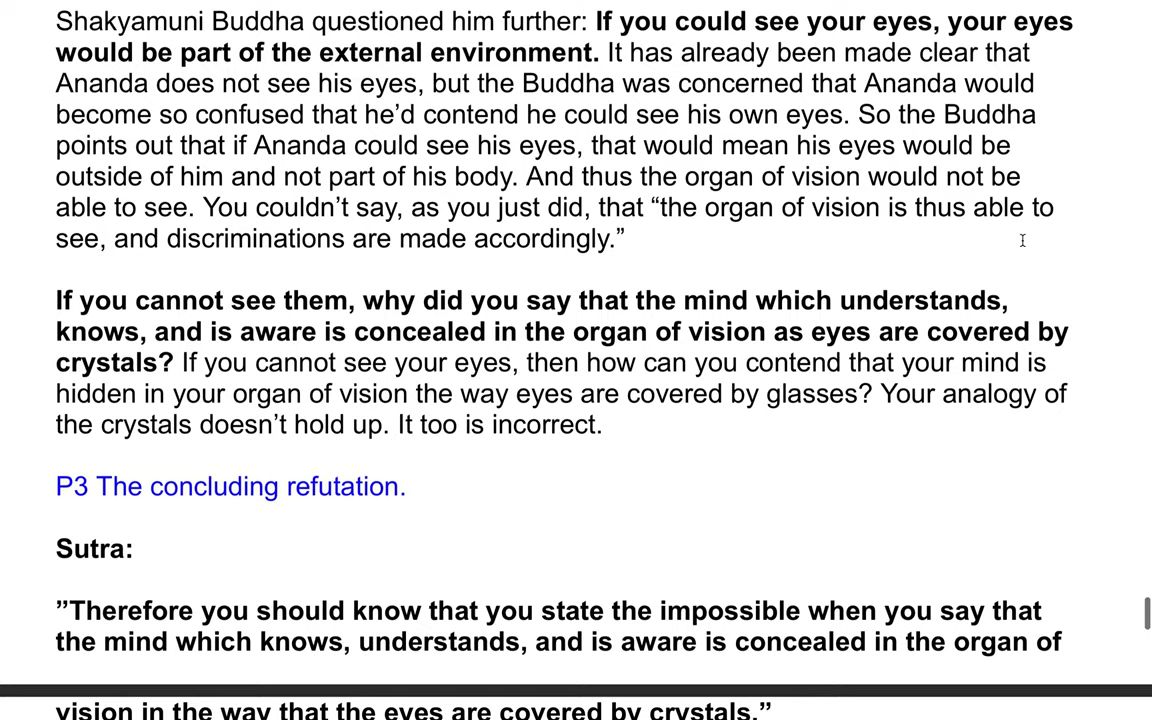 Shakyamuni Buddha questioned him further: If you could see your eyes, your eyes
would be part of the external environment. It has already been made clear that
Ananda does not see his eyes, but the Buddha was concerned that Ananda would
become so confused that he’d contend he could see his own eyes. So the Buddha
points out that if Ananda could see his eyes, that would mean his eyes would be
outside of him and not part of his body. And thus the organ of vision would not be
able to see. You couldn’t say, as you just did, that “the organ of vision is thus able to
see, and discriminations are made accordingly.”
If you cannot see them, why did you say that the mind which understands,
knows, and is aware is concealed in the organ of vision as eyes are covered by
crystals? If you cannot see your eyes, then how can you contend that your mind is
hidden in your organ of vision the way eyes are covered by glasses? Your analogy of
the crystals doesn’t hold up. It too is incorrect.
P3 The concluding refutation.
Sutra:
”Therefore you should know that you state the impossible when you say that
the mind which knows, understands, and is aware is concealed in the organ of
vision in the way that the eyes are covered by crystals.”